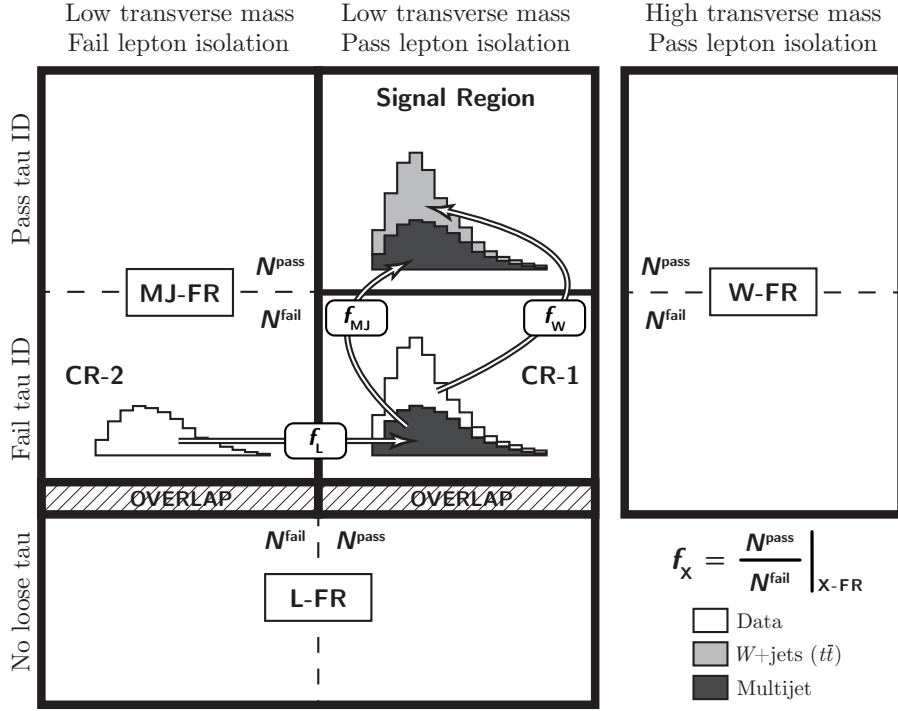 Low transverse mass
Fail lepton isolation
Low transverse mass
Pass lepton isolation
High transverse mass
Pass lepton isolation
Pass tau ID
Fail tau ID
No loose tau
Signal Region
N^pass
MJ-FR
N^fail
f_MJ
f_W
N^pass
W-FR
N^fail
CR-2
CR-1
f_L
OVERLAP
OVERLAP
N^fail
N^pass
L-FR
f_X = N^pass / N^fail |_X-FR
Data
W+jets (tt̄)
Multijet